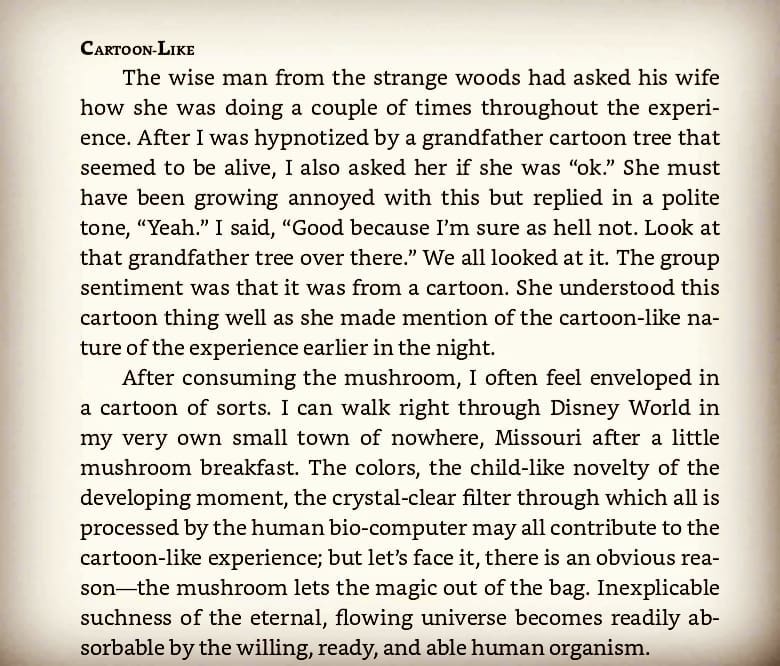 Cartoon-Like
The wise man from the strange woods had asked his wife
how she was doing a couple of times throughout the experi-
ence. After I was hypnotized by a grandfather cartoon tree that
seemed to be alive, I also asked her if she was “ok.” She must
have been growing annoyed with this but replied in a polite
tone, “Yeah.” I said, “Good because I’m sure as hell not. Look at
that grandfather tree over there.” We all looked at it. The group
sentiment was that it was from a cartoon. She understood this
cartoon thing well as she made mention of the cartoon-like na-
ture of the experience earlier in the night.
After consuming the mushroom, I often feel enveloped in
a cartoon of sorts. I can walk right through Disney World in
my very own small town of nowhere, Missouri after a little
mushroom breakfast. The colors, the child-like novelty of the
developing moment, the crystal-clear filter through which all is
processed by the human bio-computer may all contribute to the
cartoon-like experience; but let’s face it, there is an obvious rea-
son—the mushroom lets the magic out of the bag. Inexplicable
suchness of the eternal, flowing universe becomes readily ab-
sorbable by the willing, ready, and able human organism.